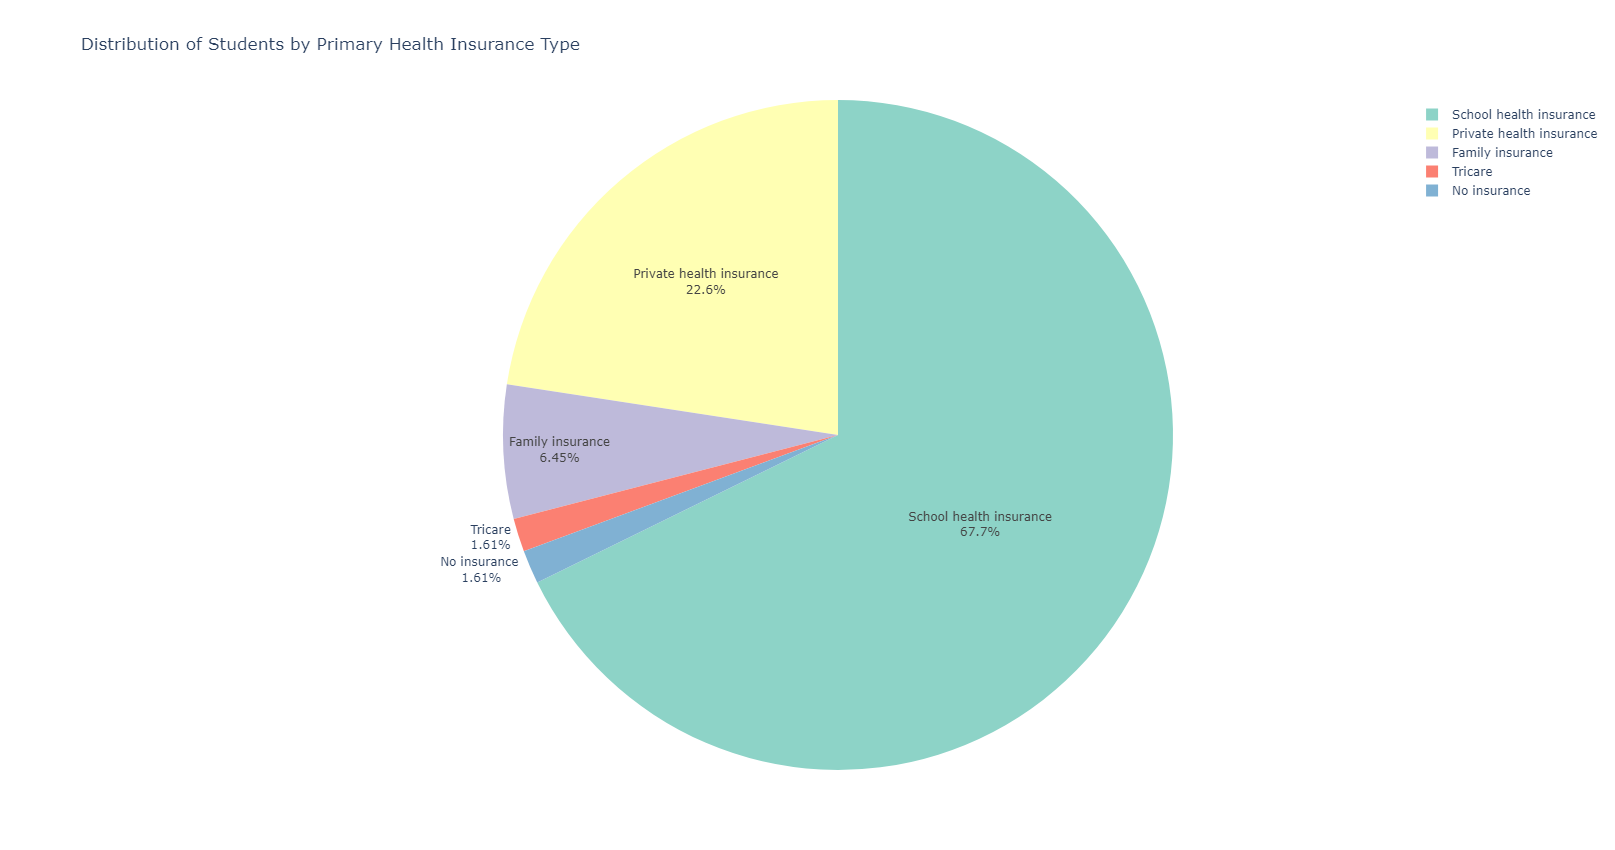 Distribution of Students by Primary Health Insurance Type
School health insurance
Private health insurance
Family insurance
Tricare
No insurance
Private health insurance
22.6%
Family insurance
6.45%
School health insurance
67.7%
Tricare
1.61%
No insurance
1.61%